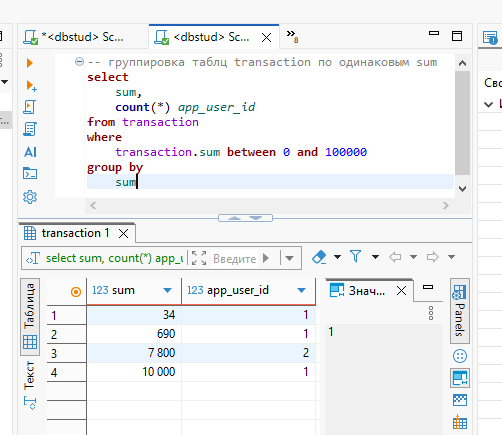 *<dbstud> Sc...
<dbstud> Sc...
»8
-- группировка таблц transaction по одинаковым sum
select
sum,
count(*) app_user_id
from transaction
where
transaction.sum between 0 and 100000
group by
sum
AI
Сво
transaction 1
select sum, count(*) app_u
Введите
Таблица
Текст
123 sum
123 app_user_id
1 34 1
2 690 1
3 7 800 2
4 10 000 1
Знач...
1
Panels